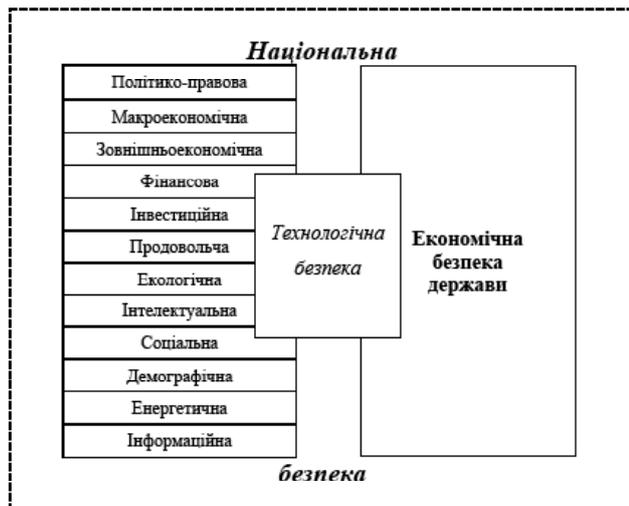 Національна
Політико-правова
Макроекономічна
Зовнішньоекономічна
Фінансова
Інвестиційна
Продовольча
Екологічна
Інтелектуальна
Соціальна
Демографічна
Енергетична
Інформаційна
Технологічна
безпека
Економічна
безпека
держави
безпека